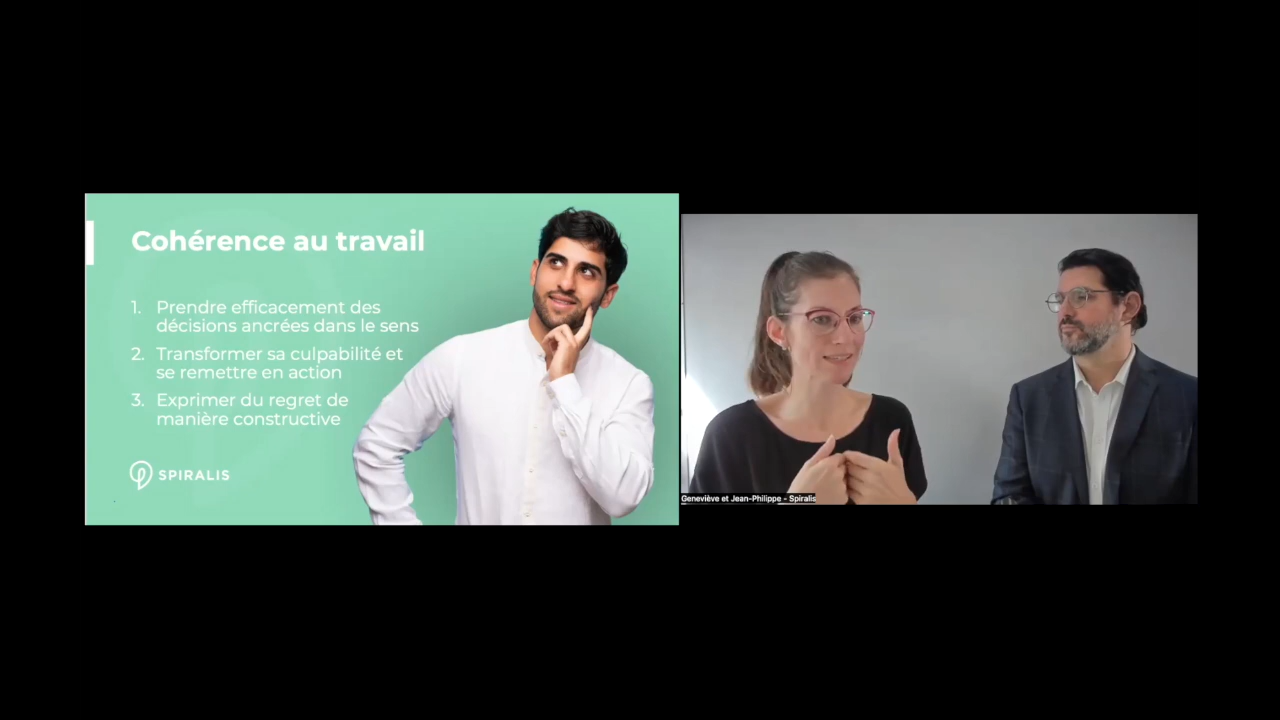 Cohérence au travail
1. Prendre efficacement des
décisions ancrées dans le sens
2. Transformer sa culpabilité et
se remettre en action
3. Exprimer du regret de
manière constructive
SPIRALIS
Geneviève et Jean-Philippe - Spiralis